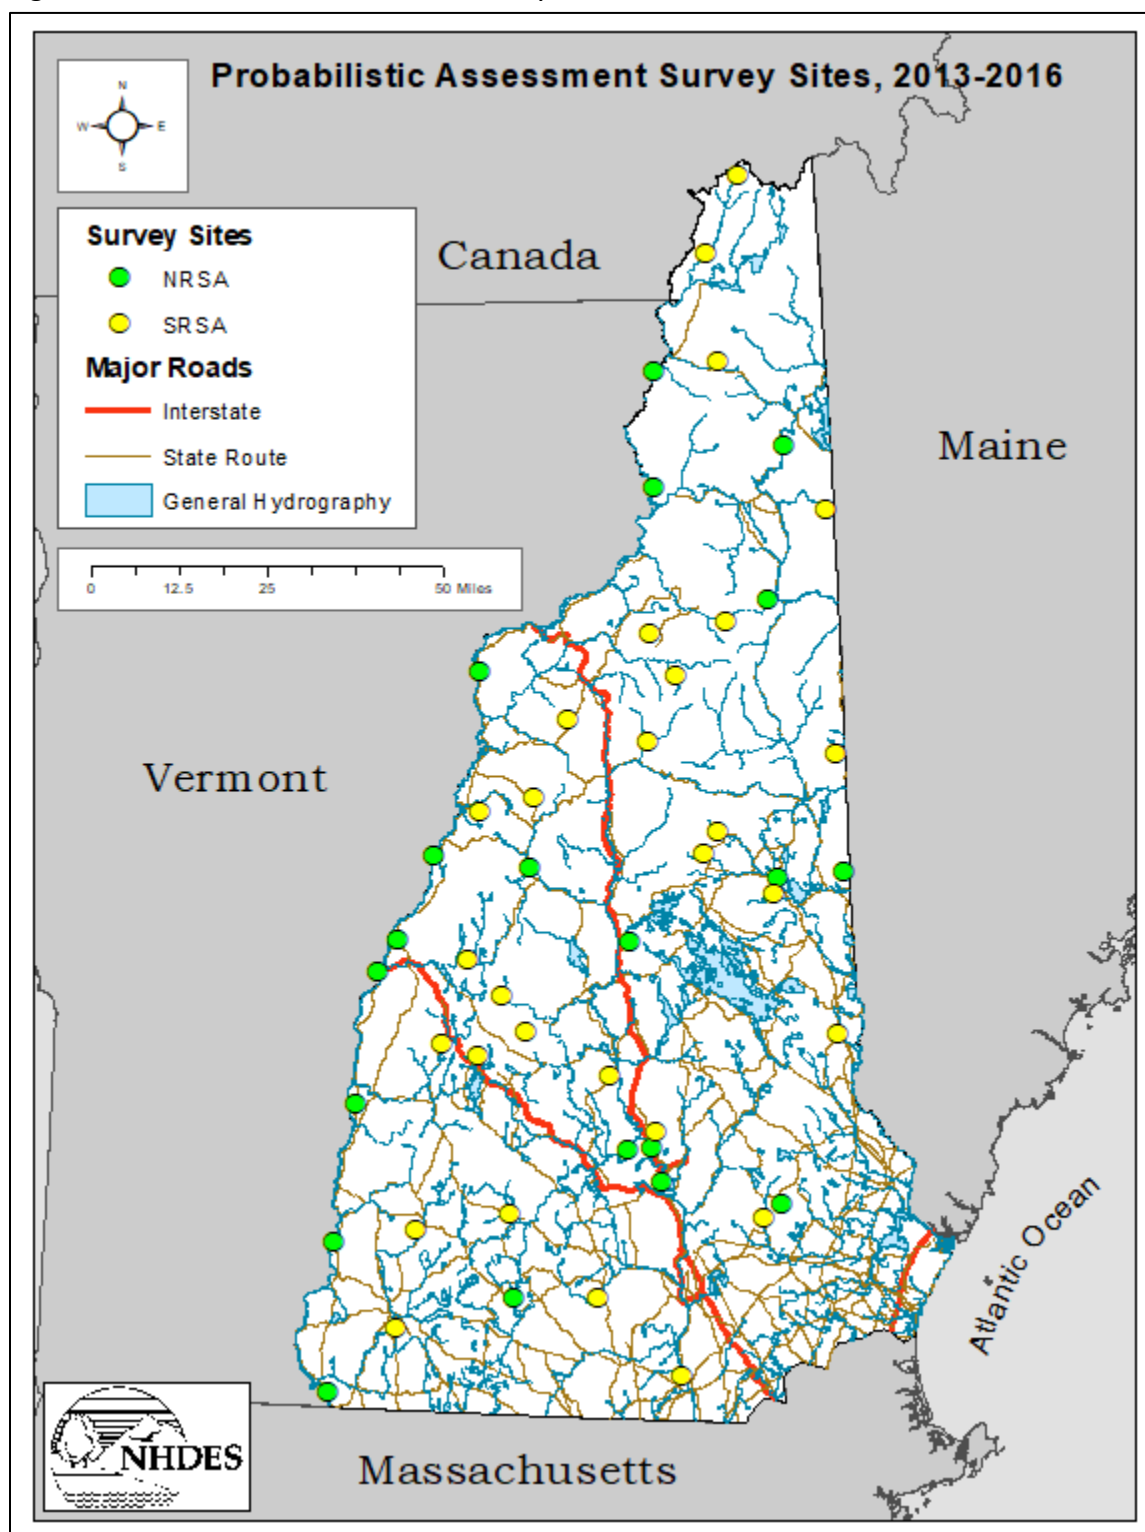 Probabilistic Assessment Survey Sites, 2013-2016
N
W E
S
Survey Sites
NRSA
SRSA
Major Roads
Interstate
State Route
General Hydrography
0 12.5 25 50 Miles
Canada
Maine
Vermont
Atlantic Ocean
NHDES
Massachusetts